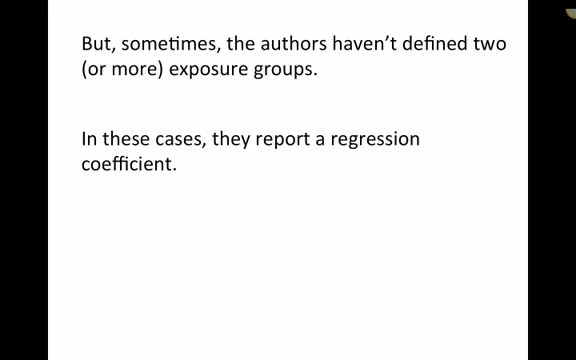 But, sometimes, the authors haven’t defined two
(or more) exposure groups.
In these cases, they report a regression
coefficient.